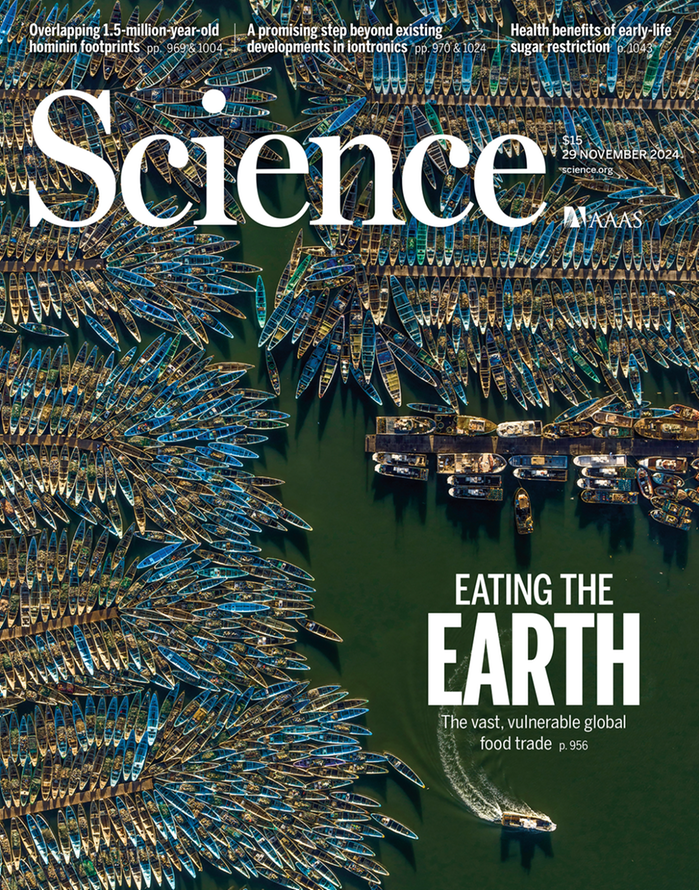 Overlapping 1.5-million-year-old
hominin footprints pp. 969 & 1004
A promising step beyond existing
developments in iontronics pp. 970 & 1024
Health benefits of early-life
sugar restriction p. 1043
Science
$15
29 NOVEMBER 2024
science.org
AAAS
EATING THE
EARTH
The vast, vulnerable global
food trade p. 956